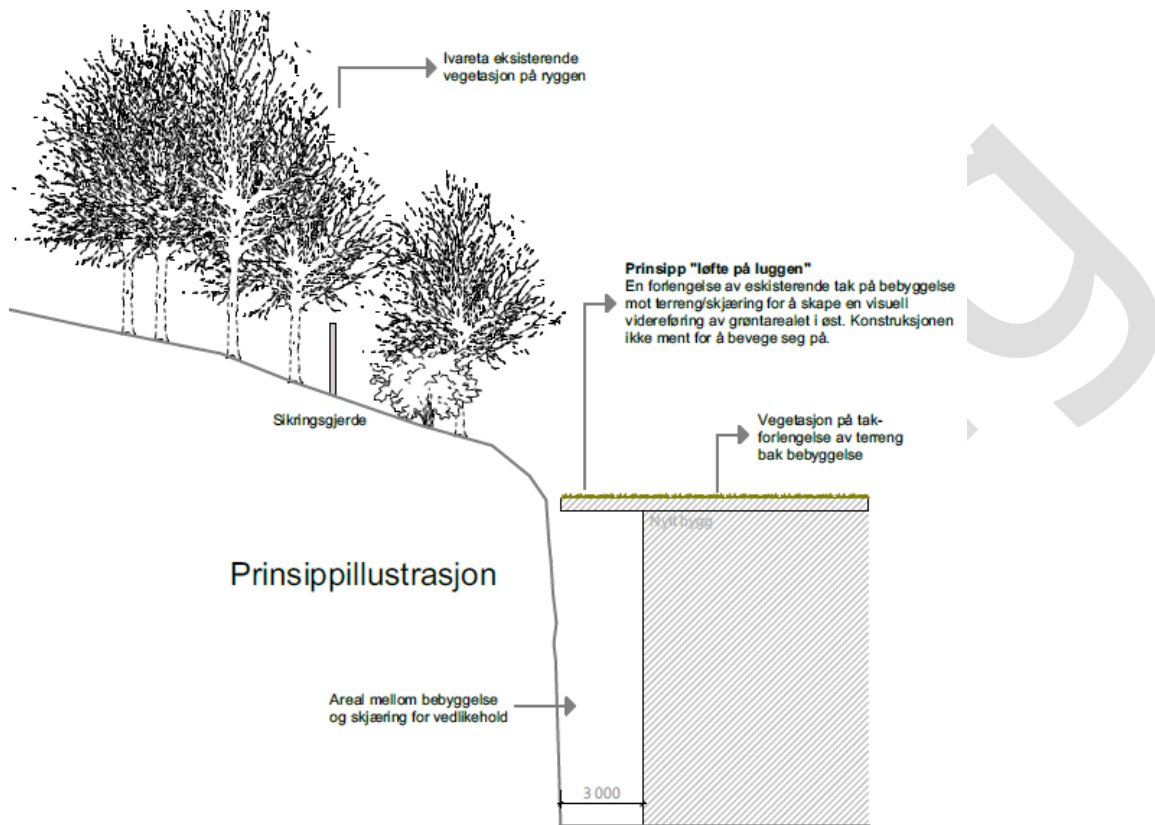 Ivareta eksisterende
vegetasjon på ryggen
Prinsipp "løfte på luggen"
En forlengelse av eskisterende tak på bebyggelse
mot terreng/skjæring for å skape en visuell
videreføring av grøntarealet i øst. Konstruksjonen
ikke ment for å bevege seg på.
Sikringsgjerde
Vegetasjon på tak-
forlengelse av terreng
bak bebyggelse
Nytt bygg
Prinsippillustrasjon
Areal mellom bebyggelse
og skjæring for vedlikehold
3 000
g